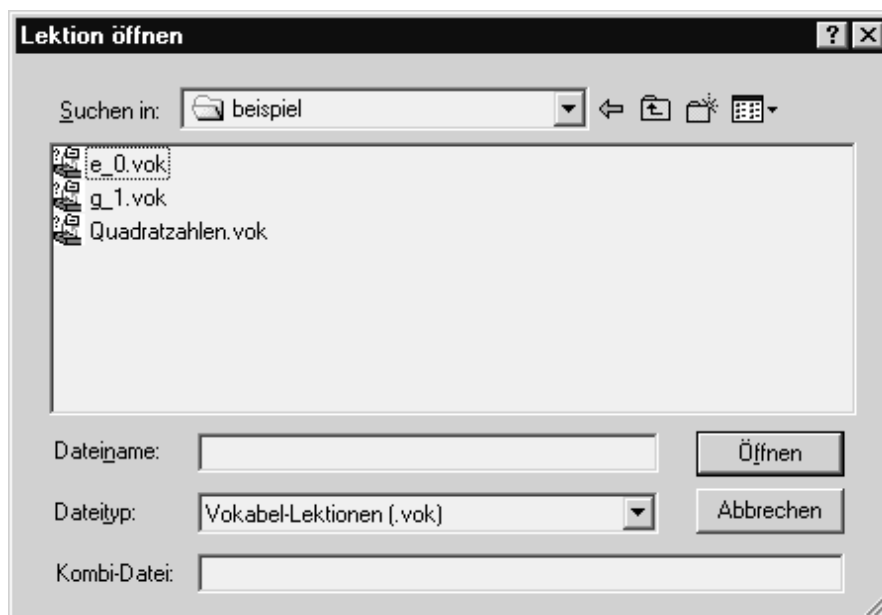 Lektion öffnen
Suchen in: beispiel
e_0.vok
g_1.vok
Quadratzahlen.vok
Dateiname: Öffnen
Dateityp: Vokabel-Lektionen (.vok) Abbrechen
Kombi-Datei: